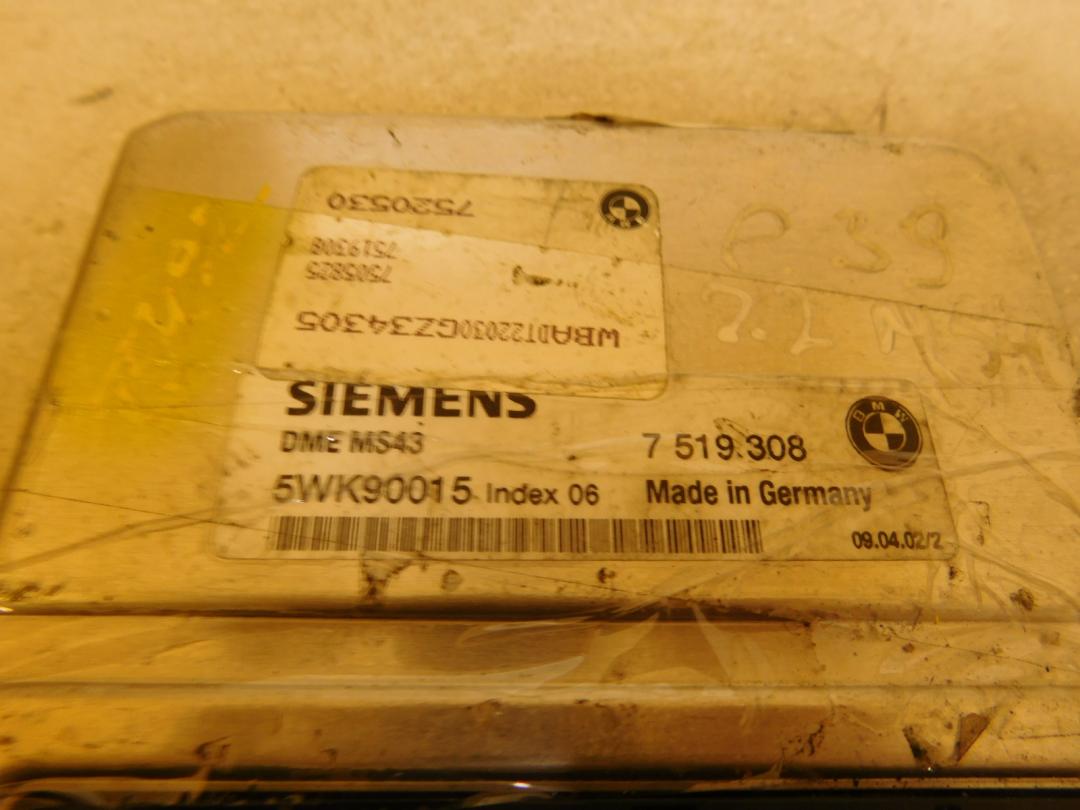 7520530
7519308
7505825
WBADT22030GZ34305
SIEMENS
DME MS43
7 519 308
BMW
5WK90015 Index 06
Made in Germany
09.04.02/2